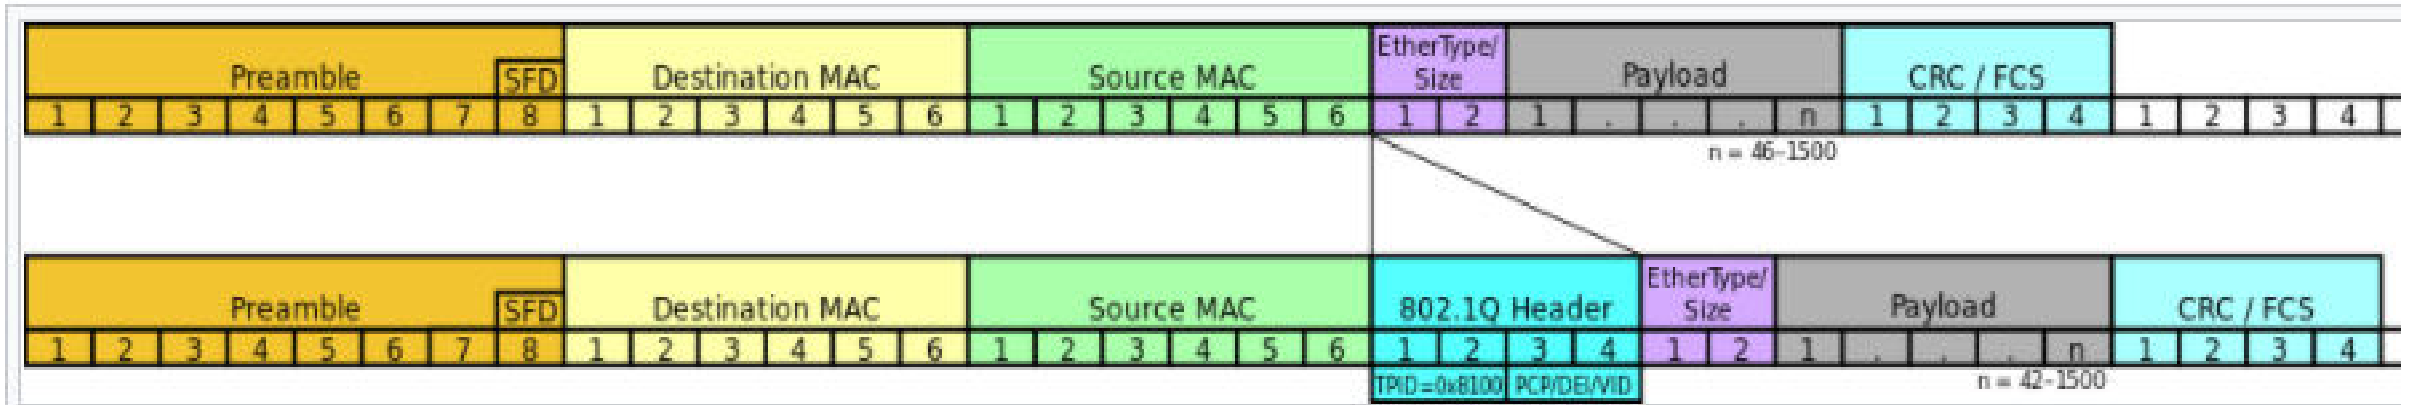 Preamble SFD Destination MAC Source MAC EtherType/ Size Payload CRC / FCS
1 2 3 4 5 6 7 8 1 2 3 4 5 6 1 2 3 4 5 6 1 2 1 . . . n 1 2 3 4 1 2 3 4
n = 46–1500
Preamble SFD Destination MAC Source MAC 802.1Q Header EtherType/ Size Payload CRC / FCS
1 2 3 4 5 6 7 8 1 2 3 4 5 6 1 2 3 4 5 6 1 2 3 4 1 2 1 . . . n 1 2 3 4
TPID=0x8100 PCP/DEI/VID n = 42–1500